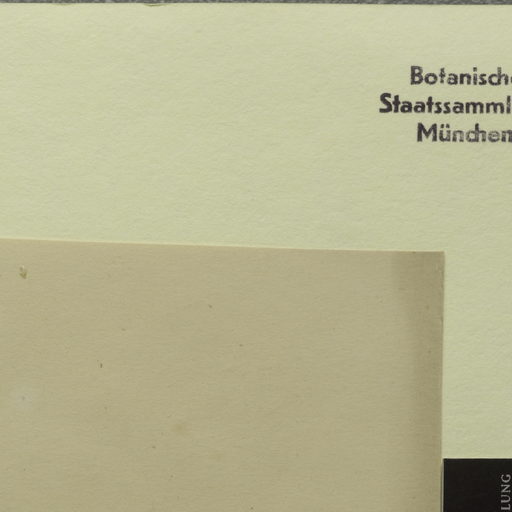 Botanische
Staatssamml
München
LUNG